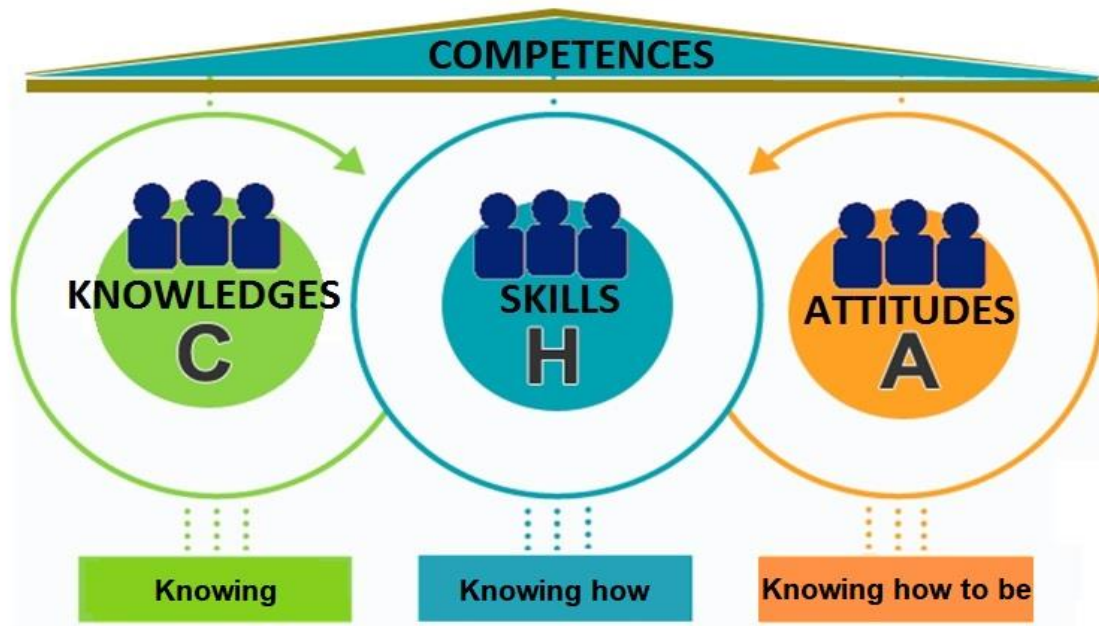 COMPETENCES
KNOWLEDGES
C
SKILLS
H
ATTITUDES
A
Knowing
Knowing how
Knowing how to be